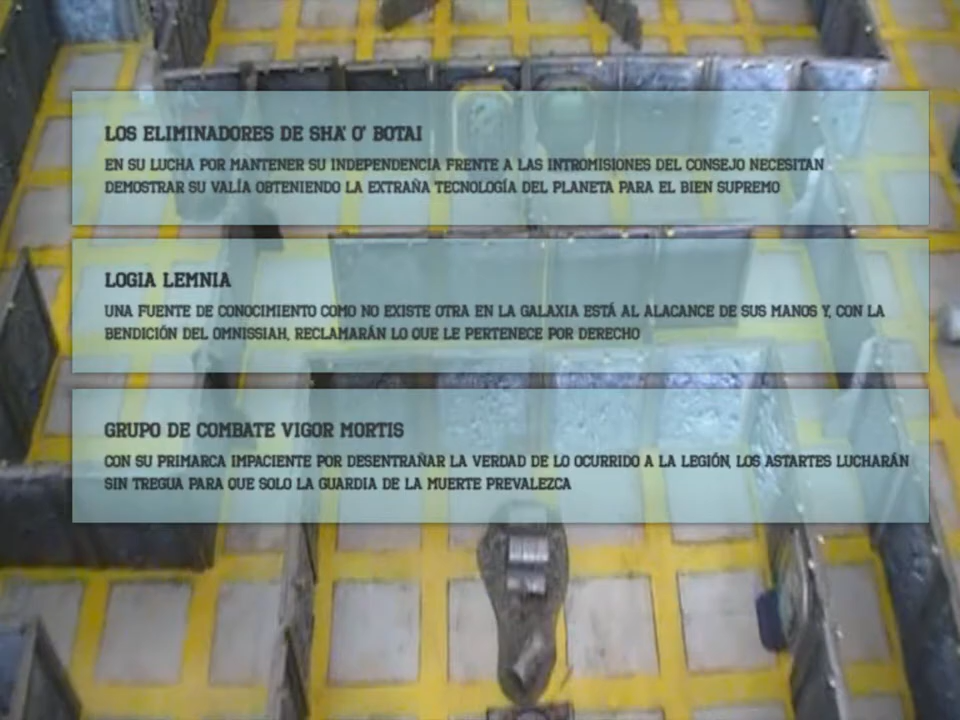 LOS ELIMINADORES DE SHA' O' BOTAI
EN SU LUCHA POR MANTENER SU INDEPENDENCIA FRENTE A LAS INTROMISIONES DEL CONSEJO NECESITAN
DEMOSTRAR SU VALÍA OBTENIENDO LA EXTRAÑA TECNOLOGÍA DEL PLANETA PARA EL BIEN SUPREMO
LOGIA LEMNIA
UNA FUENTE DE CONOCIMIENTO COMO NO EXISTE OTRA EN LA GALAXIA ESTÁ AL ALACANCE DE SUS MANOS Y, CON LA
BENDICIÓN DEL OMNISSIAH, RECLAMARÁN LO QUE LE PERTENECE POR DERECHO
GRUPO DE COMBATE VIGOR MORTIS
CON SU PRIMARCA IMPACIENTE POR DESENTRAÑAR LA VERDAD DE LO OCURRIDO A LA LEGIÓN, LOS ASTARTES LUCHARÁN
SIN TREGUA PARA QUE SOLO LA GUARDIA DE LA MUERTE PREVALEZCA